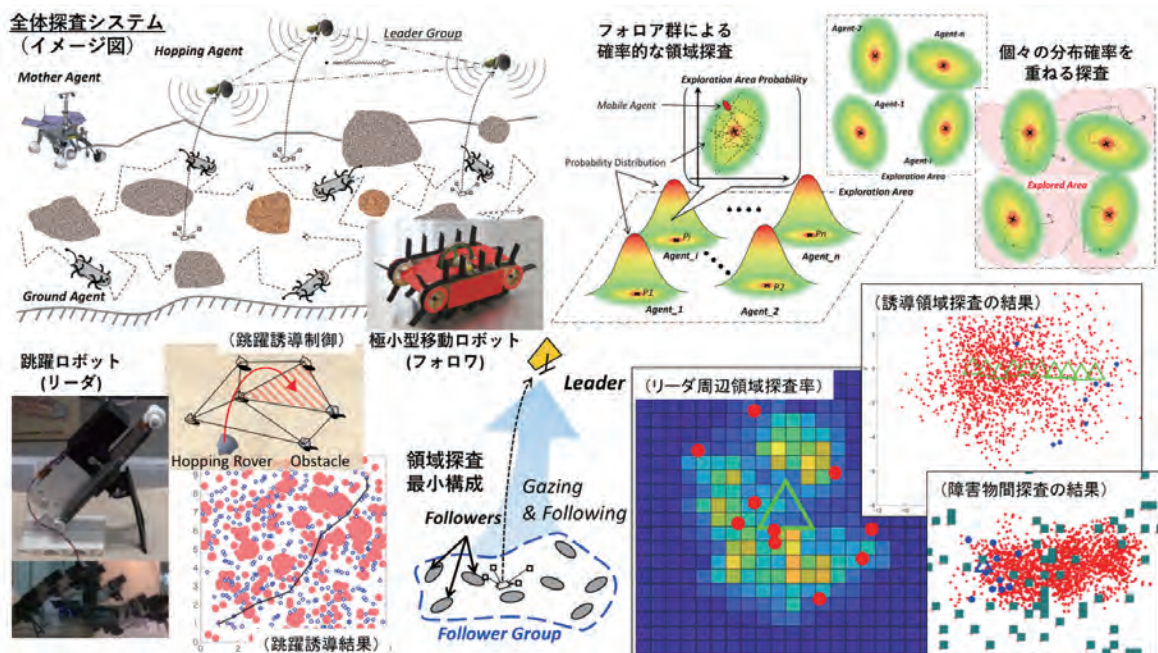 全体探査システム
(イメージ図)
Hopping Agent
Leader Group
Mother Agent
Ground Agent
フォロア群による
確率的な領域探査
Exploration Area Probability
Mobile Agent
Probability Distribution
Exploration Area
Pj
Pn
Agent_i
Agent_n
P1
P2
Agent_1
Agent_2
Agent-2
Agent-n
Agent-1
Agent-i
Exploration Area
個々の分布確率を
重ねる探査
Explored Area
跳躍ロボット
(リーダ)
(跳躍誘導制御)
Hopping Rover
Obstacle
(跳躍誘導結果)
極小型移動ロボット
(フォロワ)
Leader
領域探査
最小構成
Gazing
& Following
Followers
Follower Group
(リーダ周辺領域探査率)
(誘導領域探査の結果)
(障害物間探査の結果)